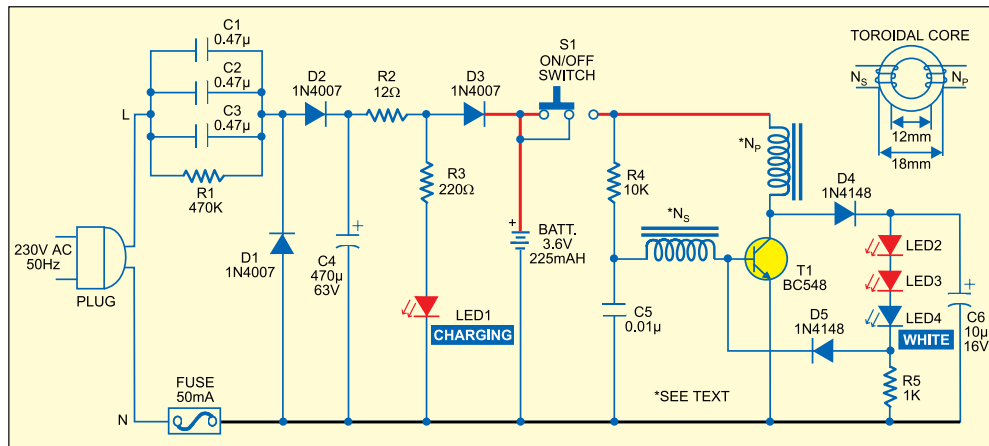 C1
0.47µ
C2
0.47µ
C3
0.47µ
L
R1
470K
230V AC
50Hz
PLUG
N
FUSE
50mA
D1
1N4007
D2
1N4007
C4
470µ
63V
+
R2
12Ω
R3
220Ω
LED1
CHARGING
D3
1N4007
S1
ON/OFF
SWITCH
+
BATT.
3.6V
225mAH
R4
10K
*NS
C5
0.01µ
*NP
T1
BC548
D4
1N4148
D5
1N4148
LED2
LED3
LED4
WHITE
R5
1K
+
C6
10µ
16V
*SEE TEXT
TOROIDAL CORE
NS
NP
12mm
18mm